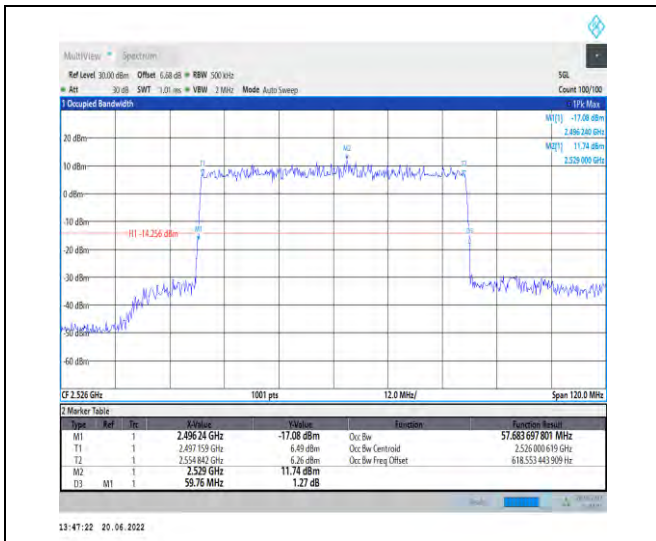 MultiView Spectrum
Ref Level 30.00 dBm Offset 6.68 dB RBW 500 kHz SGL
Att 30 dB SWT 1.01 ms VBW 2 MHz Mode Auto Sweep Count 100/100
1 Occupied Bandwidth 1Pk Max
M1[1] -17.08 dBm
2.496 240 GHz
M2[1] 11.74 dBm
2.529 000 GHz
20 dBm
M2
10 dBm
T1
0 dBm
-10 dBm
H1 -14.256 dBm
M1
-20 dBm
-30 dBm
-40 dBm
-50 dBm
-60 dBm
CF 2.526 GHz 1001 pts 12.0 MHz/ Span 120.0 MHz
2 Marker Table
Type Ref Trc X-Value Y-Value Function Function Result
M1 1 2.496 24 GHz -17.08 dBm Occ Bw 57.683 697 801 MHz
T1 1 2.497 159 GHz 6.49 dBm Occ Bw Centroid 2.526 000 619 GHz
T2 1 2.554 842 GHz 6.26 dBm Occ Bw Freq Offset 618.553 443 909 Hz
M2 1 2.529 GHz 11.74 dBm
D3 M1 1 59.76 MHz 1.27 dB
13:47:22 20.06.2022